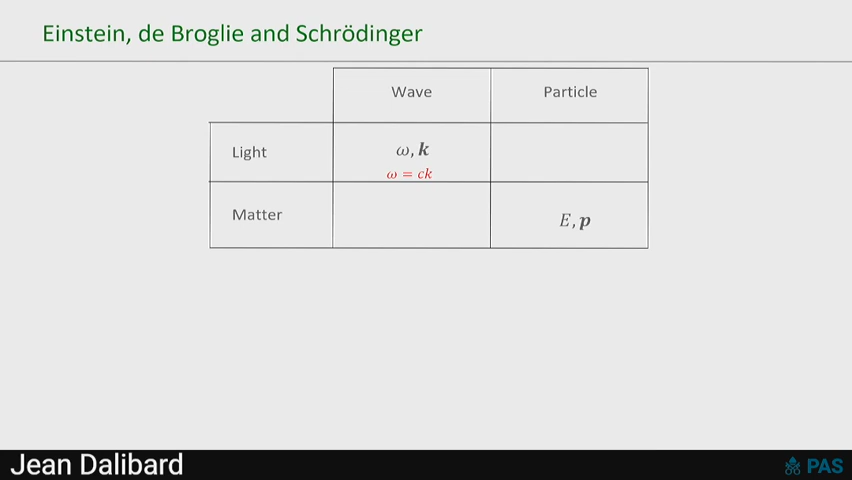 Einstein, de Broglie and Schrödinger
Wave Particle
Light ω, k
ω = ck
Matter E, p
Jean Dalibard PAS